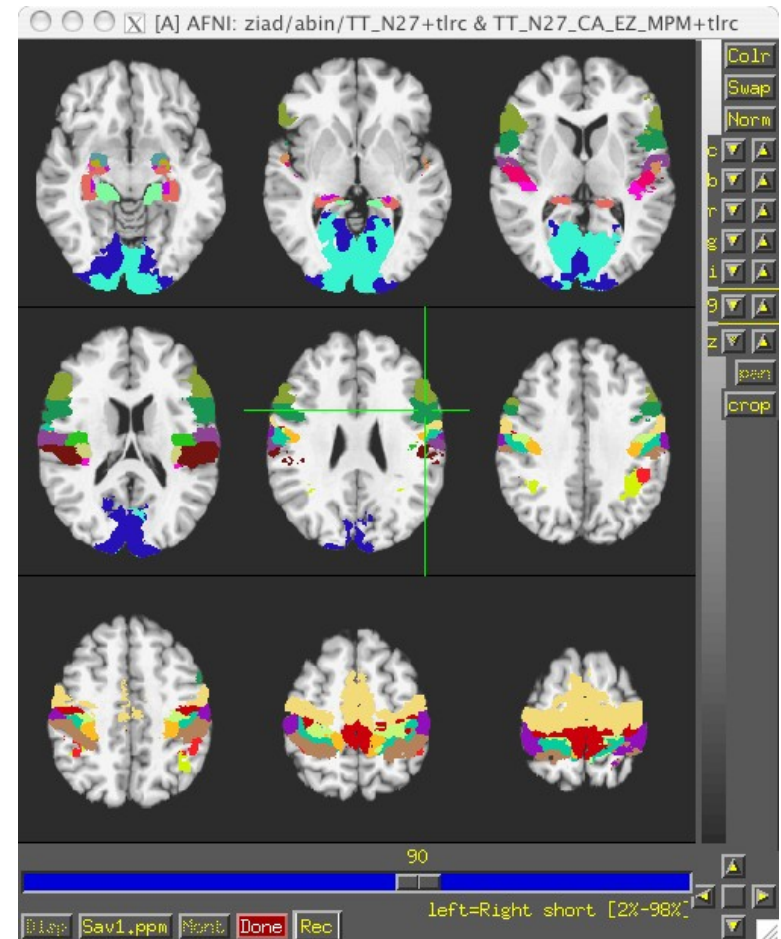 [A] AFNI: ziad/abin/TT_N27+tlrc & TT_N27_CA_EZ_MPM+tlrc
Colr
Swap
Norm
c
b
r
g
i
9
z
pan
crop
90
left=Right short [2%-98%]
Disp Sav1.ppm Mont Done Rec